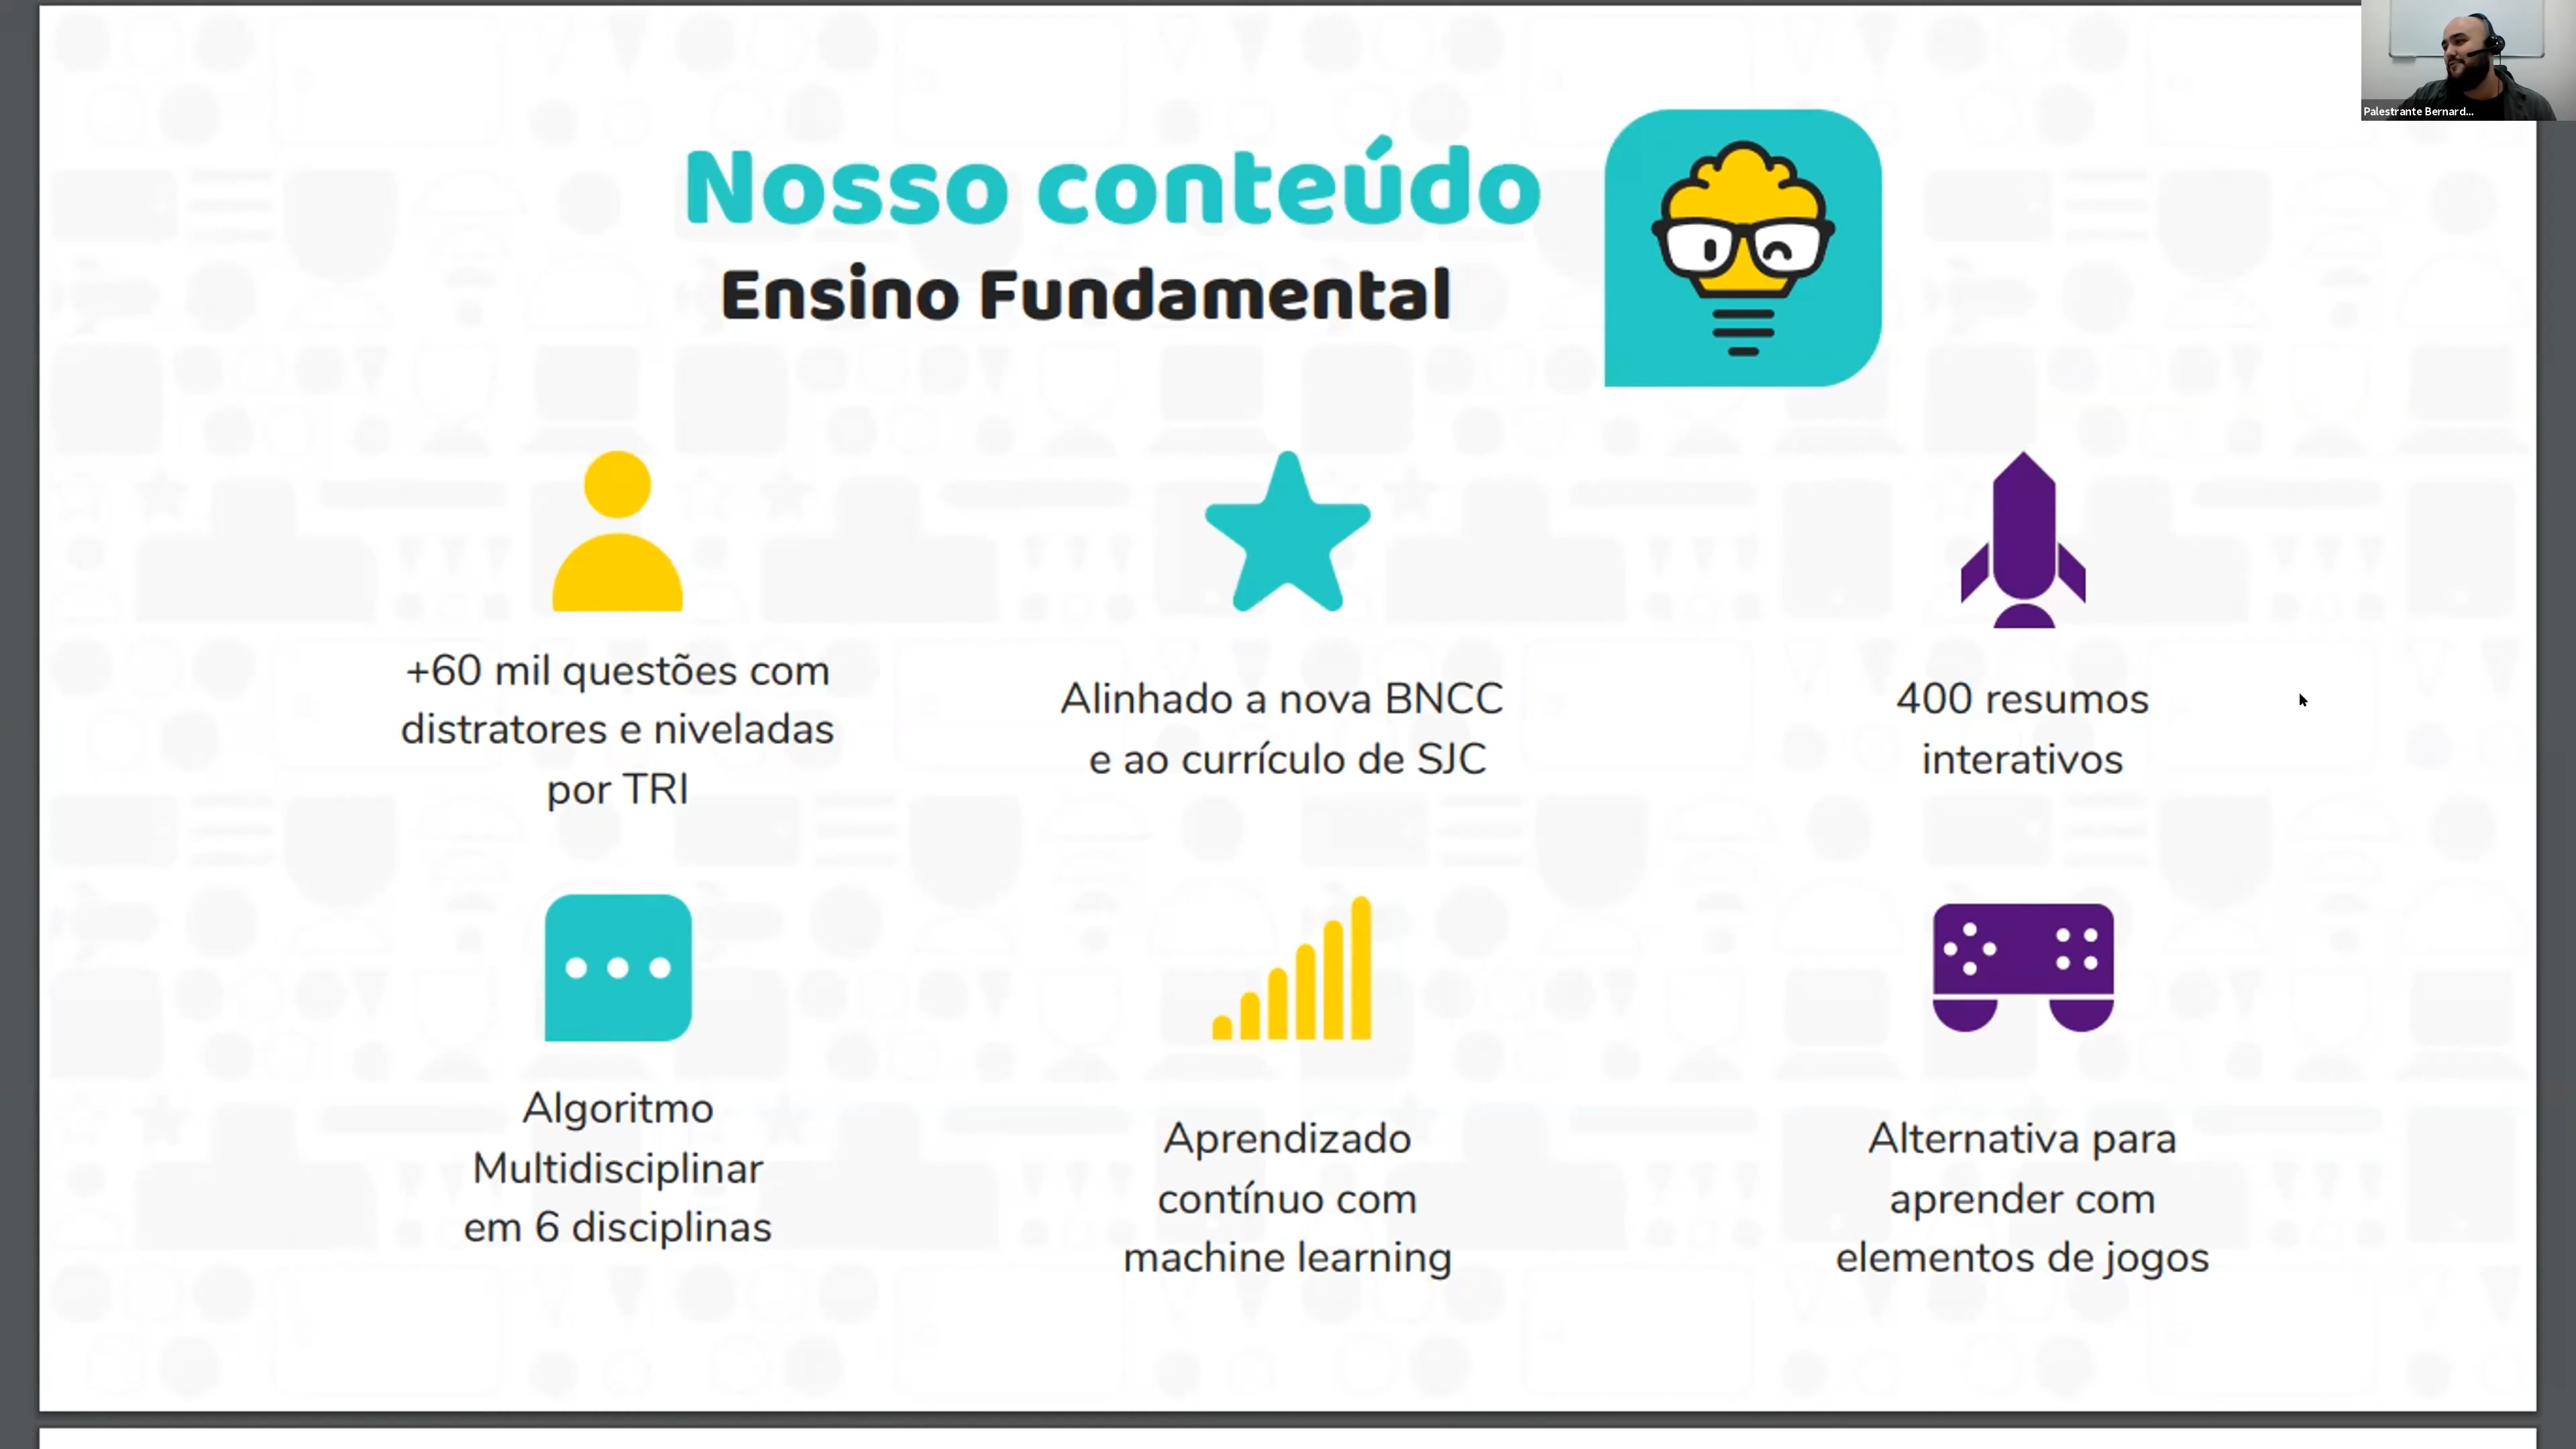 Palestrante Bernard...
Nosso conteúdo
Ensino Fundamental
+60 mil questões com
distratores e niveladas
por TRI
Alinhado a nova BNCC
e ao currículo de SJC
400 resumos
interativos
Algoritmo
Multidisciplinar
em 6 disciplinas
Aprendizado
contínuo com
machine learning
Alternativa para
aprender com
elementos de jogos